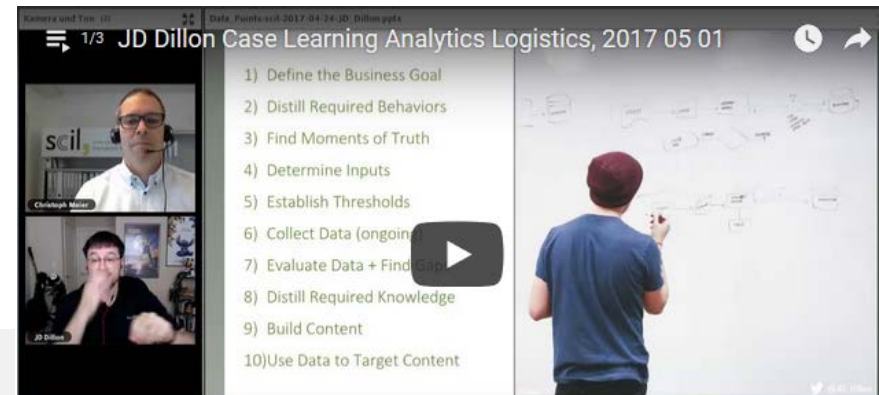 Kamera und Ton
Data_Points-scil-2017-04-24-JD_Dillon.pptx
1/3 JD Dillon Case Learning Analytics Logistics, 2017 05 01
1) Define the Business Goal
2) Distill Required Behaviors
3) Find Moments of Truth
4) Determine Inputs
5) Establish Thresholds
6) Collect Data (ongoing)
7) Evaluate Data + Find
8) Distill Required Knowledge
9) Build Content
10)Use Data to Target Content
scil
Christoph Meier
JD Dillon